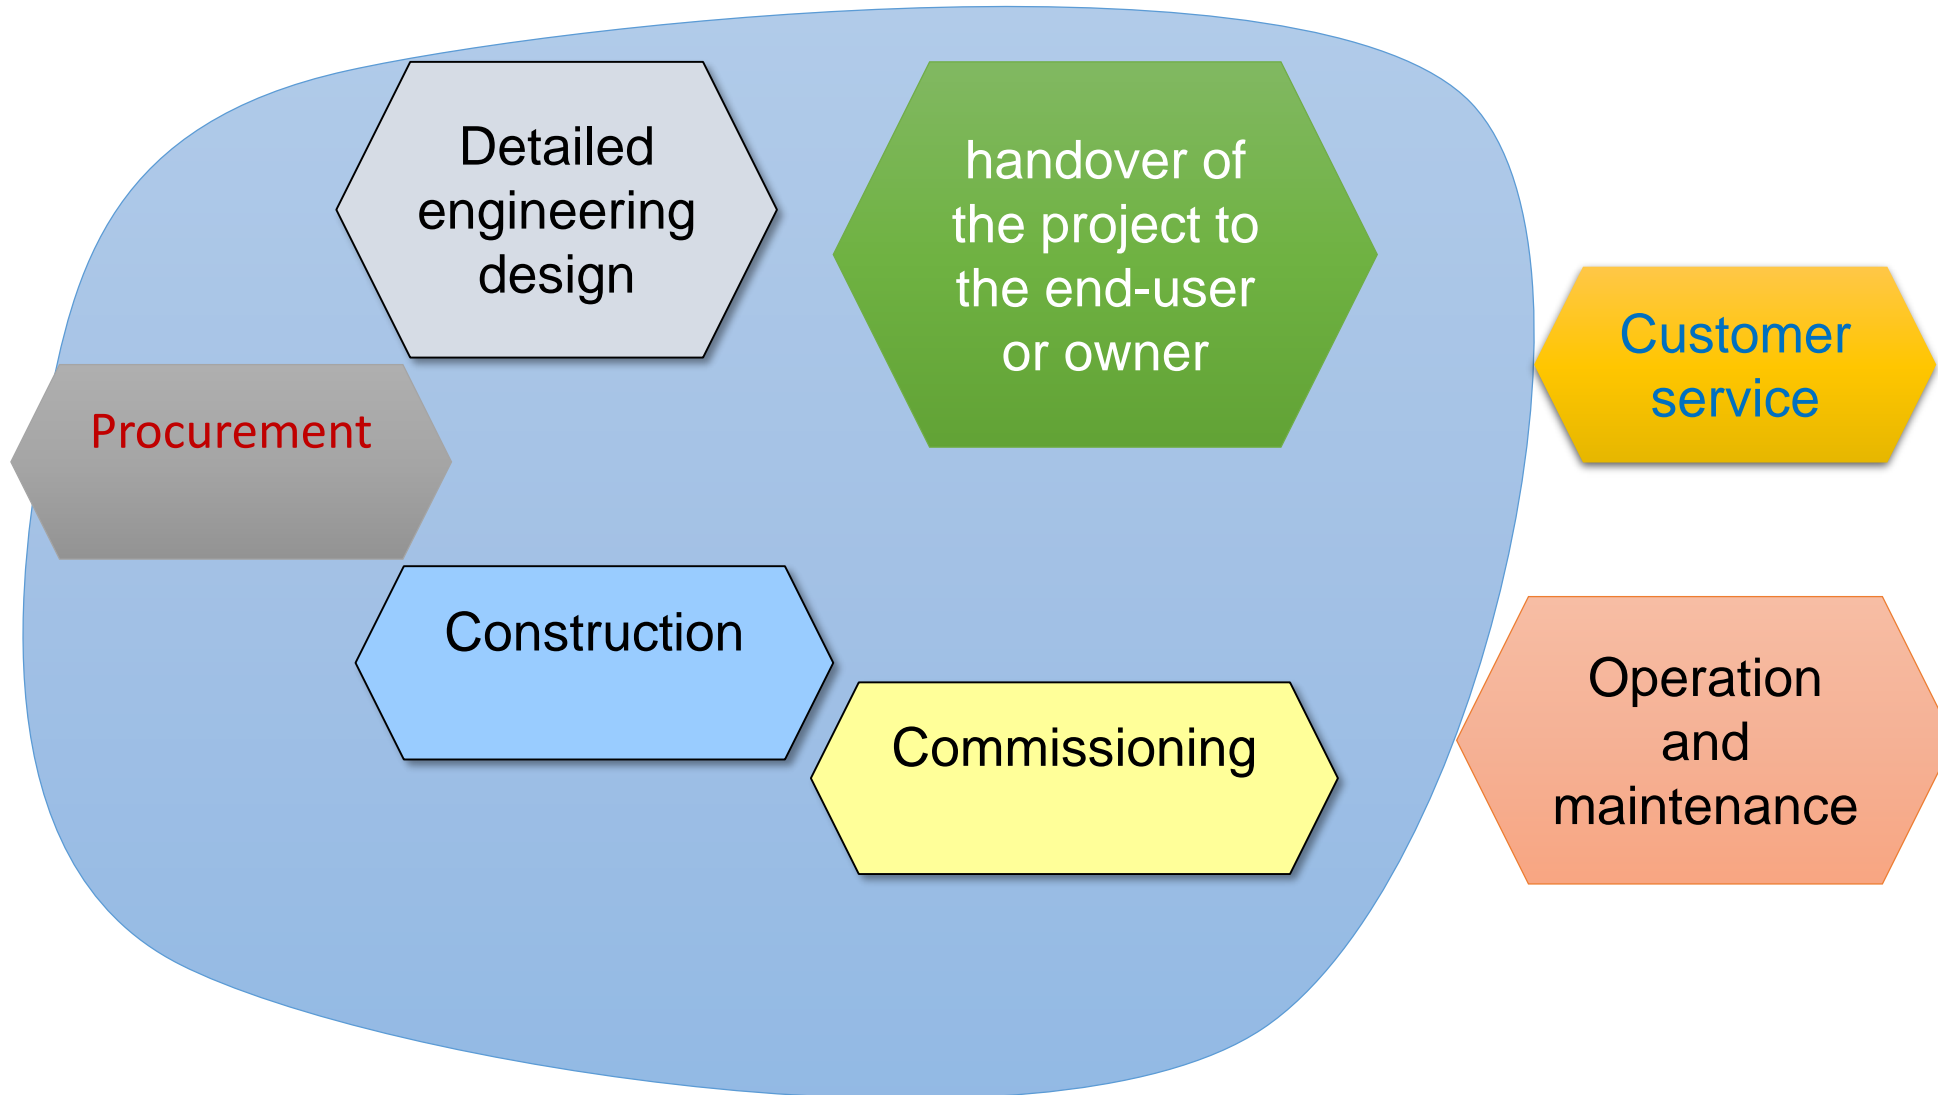 Detailed
engineering
design
handover of
the project to
the end-user
or owner
Customer
service
Procurement
Construction
Commissioning
Operation
and
maintenance